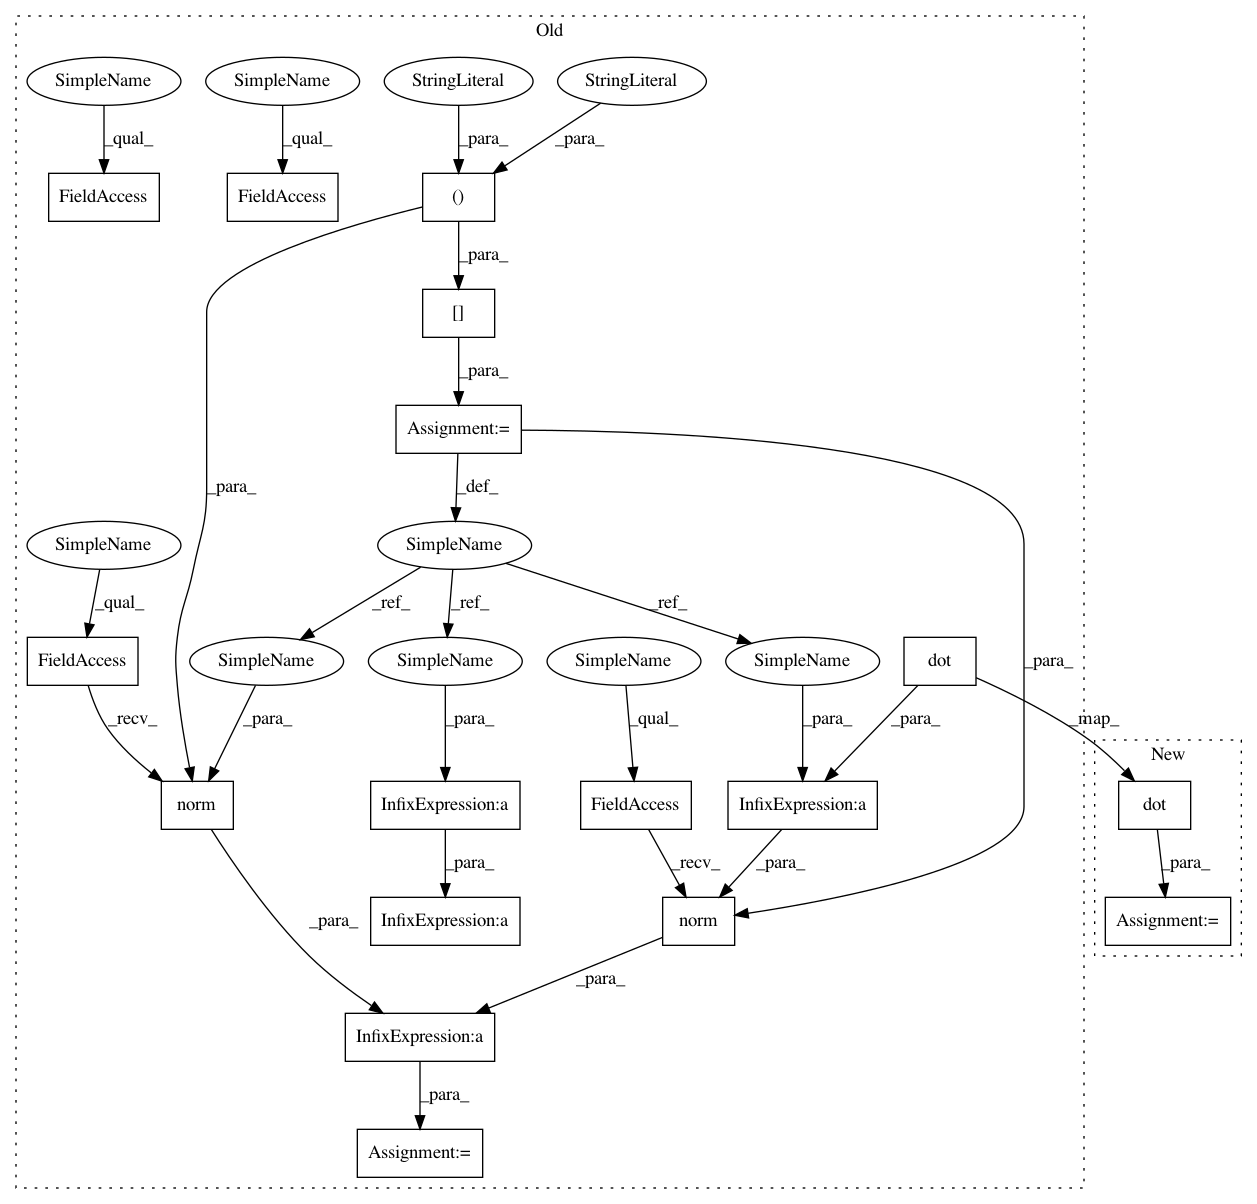 Old
SimpleName
SimpleName
StringLiteral
StringLiteral
_qual_
_qual_
_para_
_para_
FieldAccess
FieldAccess
()
_para_
[]
_para_
Assignment:=
_para_
_def_
SimpleName
SimpleName
_qual_
_ref_
_ref_
_ref_
FieldAccess
SimpleName
SimpleName
SimpleName
SimpleName
dot
_para_
_recv_
_para_
_para_
_qual_
_para_
_para_
_map_
New
norm
InfixExpression:a
FieldAccess
InfixExpression:a
dot
_para_
_recv_
_para_
_para_
_para_
InfixExpression:a
norm
Assignment:=
_para_
InfixExpression:a
_para_
Assignment:=